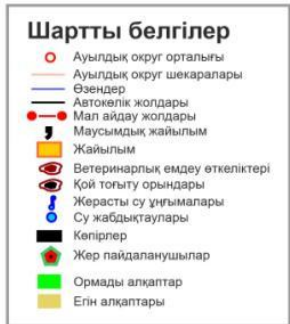 Шартты белгілер
Ауылдық округ орталығы
Ауылдық округ шекаралары
Өзендер
Автокөлік жолдары
Мал айдау жолдары
Маусымдық жайылым
Жайылым
Ветеринарлық емдеу өткеліктері
Қой тоғыту орындары
Жерасты су ұңғымалары
Су жабдықтаулары
Көпірлер
Жер пайдаланушылар
Ормады алқаптар
Егін алқаптары